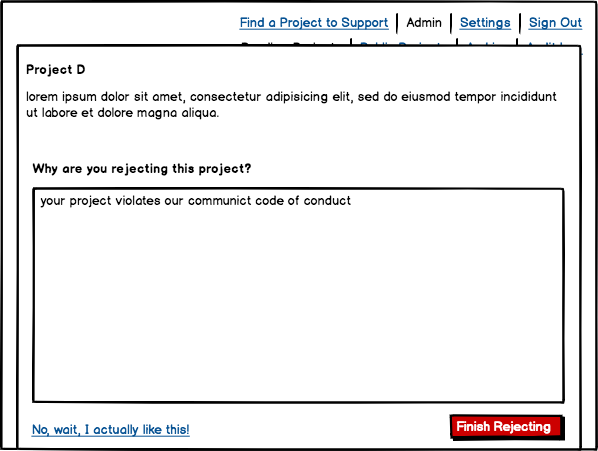 Find a Project to Support Admin Settings Sign Out
Project D
lorem ipsum dolor sit amet, consectetur adipisicing elit, sed do eiusmod tempor incididunt
ut labore et dolore magna aliqua.
Why are you rejecting this project?
your project violates our communict code of conduct
No, wait, I actually like this!
Finish Rejecting